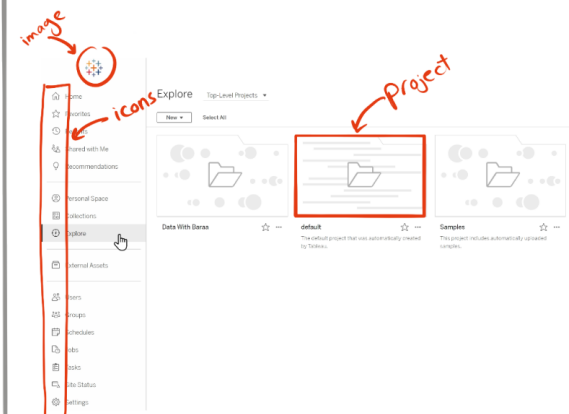 image
icons
Project
Home
Favorites
Shared with Me
Recommendations
Personal Space
Collections
Explore
External Assets
Users
Groups
Schedules
Jobs
Tasks
Site Status
Settings
Explore Top-Level Projects
New Select All
Data With Baraa
default
The default project that was automatically created
by Tableau.
Samples
This project includes automatically uploaded
samples.